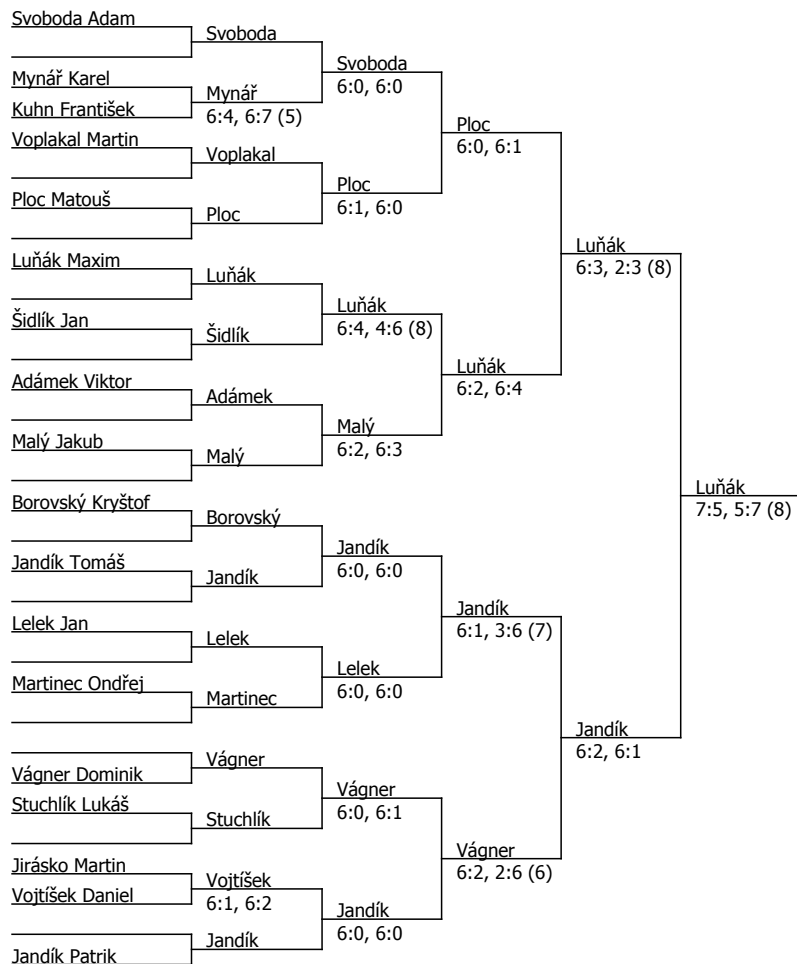 Svoboda Adam
Mynář Karel
Kuhn František
Voplakal Martin
Ploc Matouš
Luňák Maxim
Šidlík Jan
Adámek Viktor
Malý Jakub
Borovský Kryštof
Jandík Tomáš
Lelek Jan
Martinec Ondřej
Vágner Dominik
Stuchlík Lukáš
Jirásko Martin
Vojtíšek Daniel
Jandík Patrik
Svoboda
Mynář
6:4, 6:7 (5)
Voplakal
Ploc
Luňák
Šidlík
Adámek
Malý
Borovský
Jandík
Lelek
Martinec
Vágner
Stuchlík
Vojtíšek
6:1, 6:2
Jandík
Svoboda
6:0, 6:0
Ploc
6:1, 6:0
Luňák
6:4, 4:6 (8)
Malý
6:2, 6:3
Jandík
6:0, 6:0
Lelek
6:0, 6:0
Vágner
6:0, 6:1
Jandík
6:0, 6:0
Ploc
6:0, 6:1
Luňák
6:2, 6:4
Jandík
6:1, 3:6 (7)
Vágner
6:2, 2:6 (6)
Luňák
6:3, 2:3 (8)
Jandík
6:2, 6:1
Luňák
7:5, 5:7 (8)